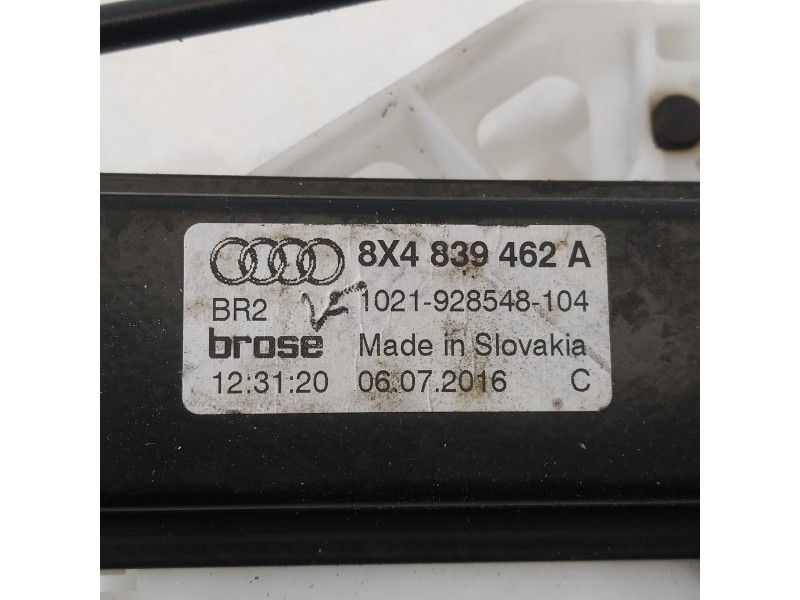 8X4 839 462 A
BR2 1021-928548-104
brose Made in Slovakia
12:31:20 06.07.2016 C